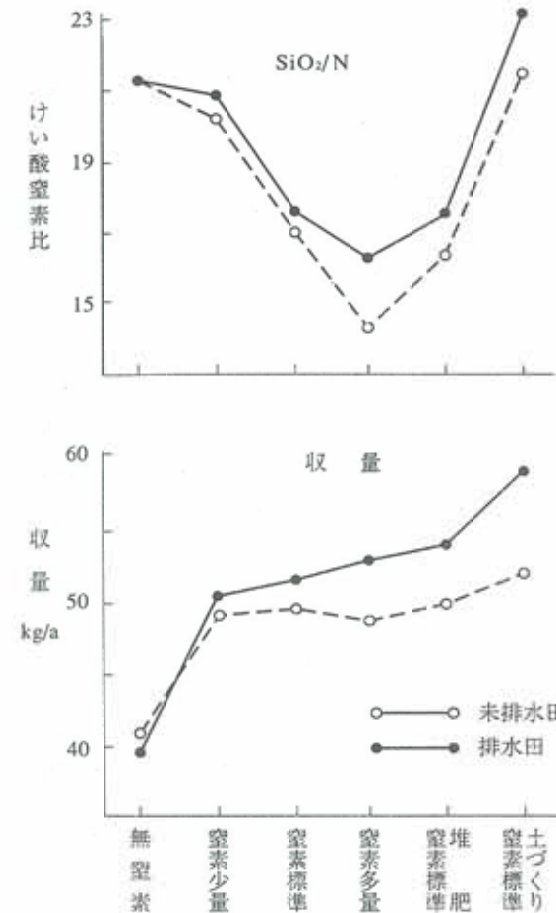 23
SiO₂/N
けい酸窒素比
19
15
60
収 量
収量
50
kg/a
未排水田
40
排水田
無窒素
窒素少量
窒素標準
窒素多量
堆肥
窒素標準
土づくり
窒素標準